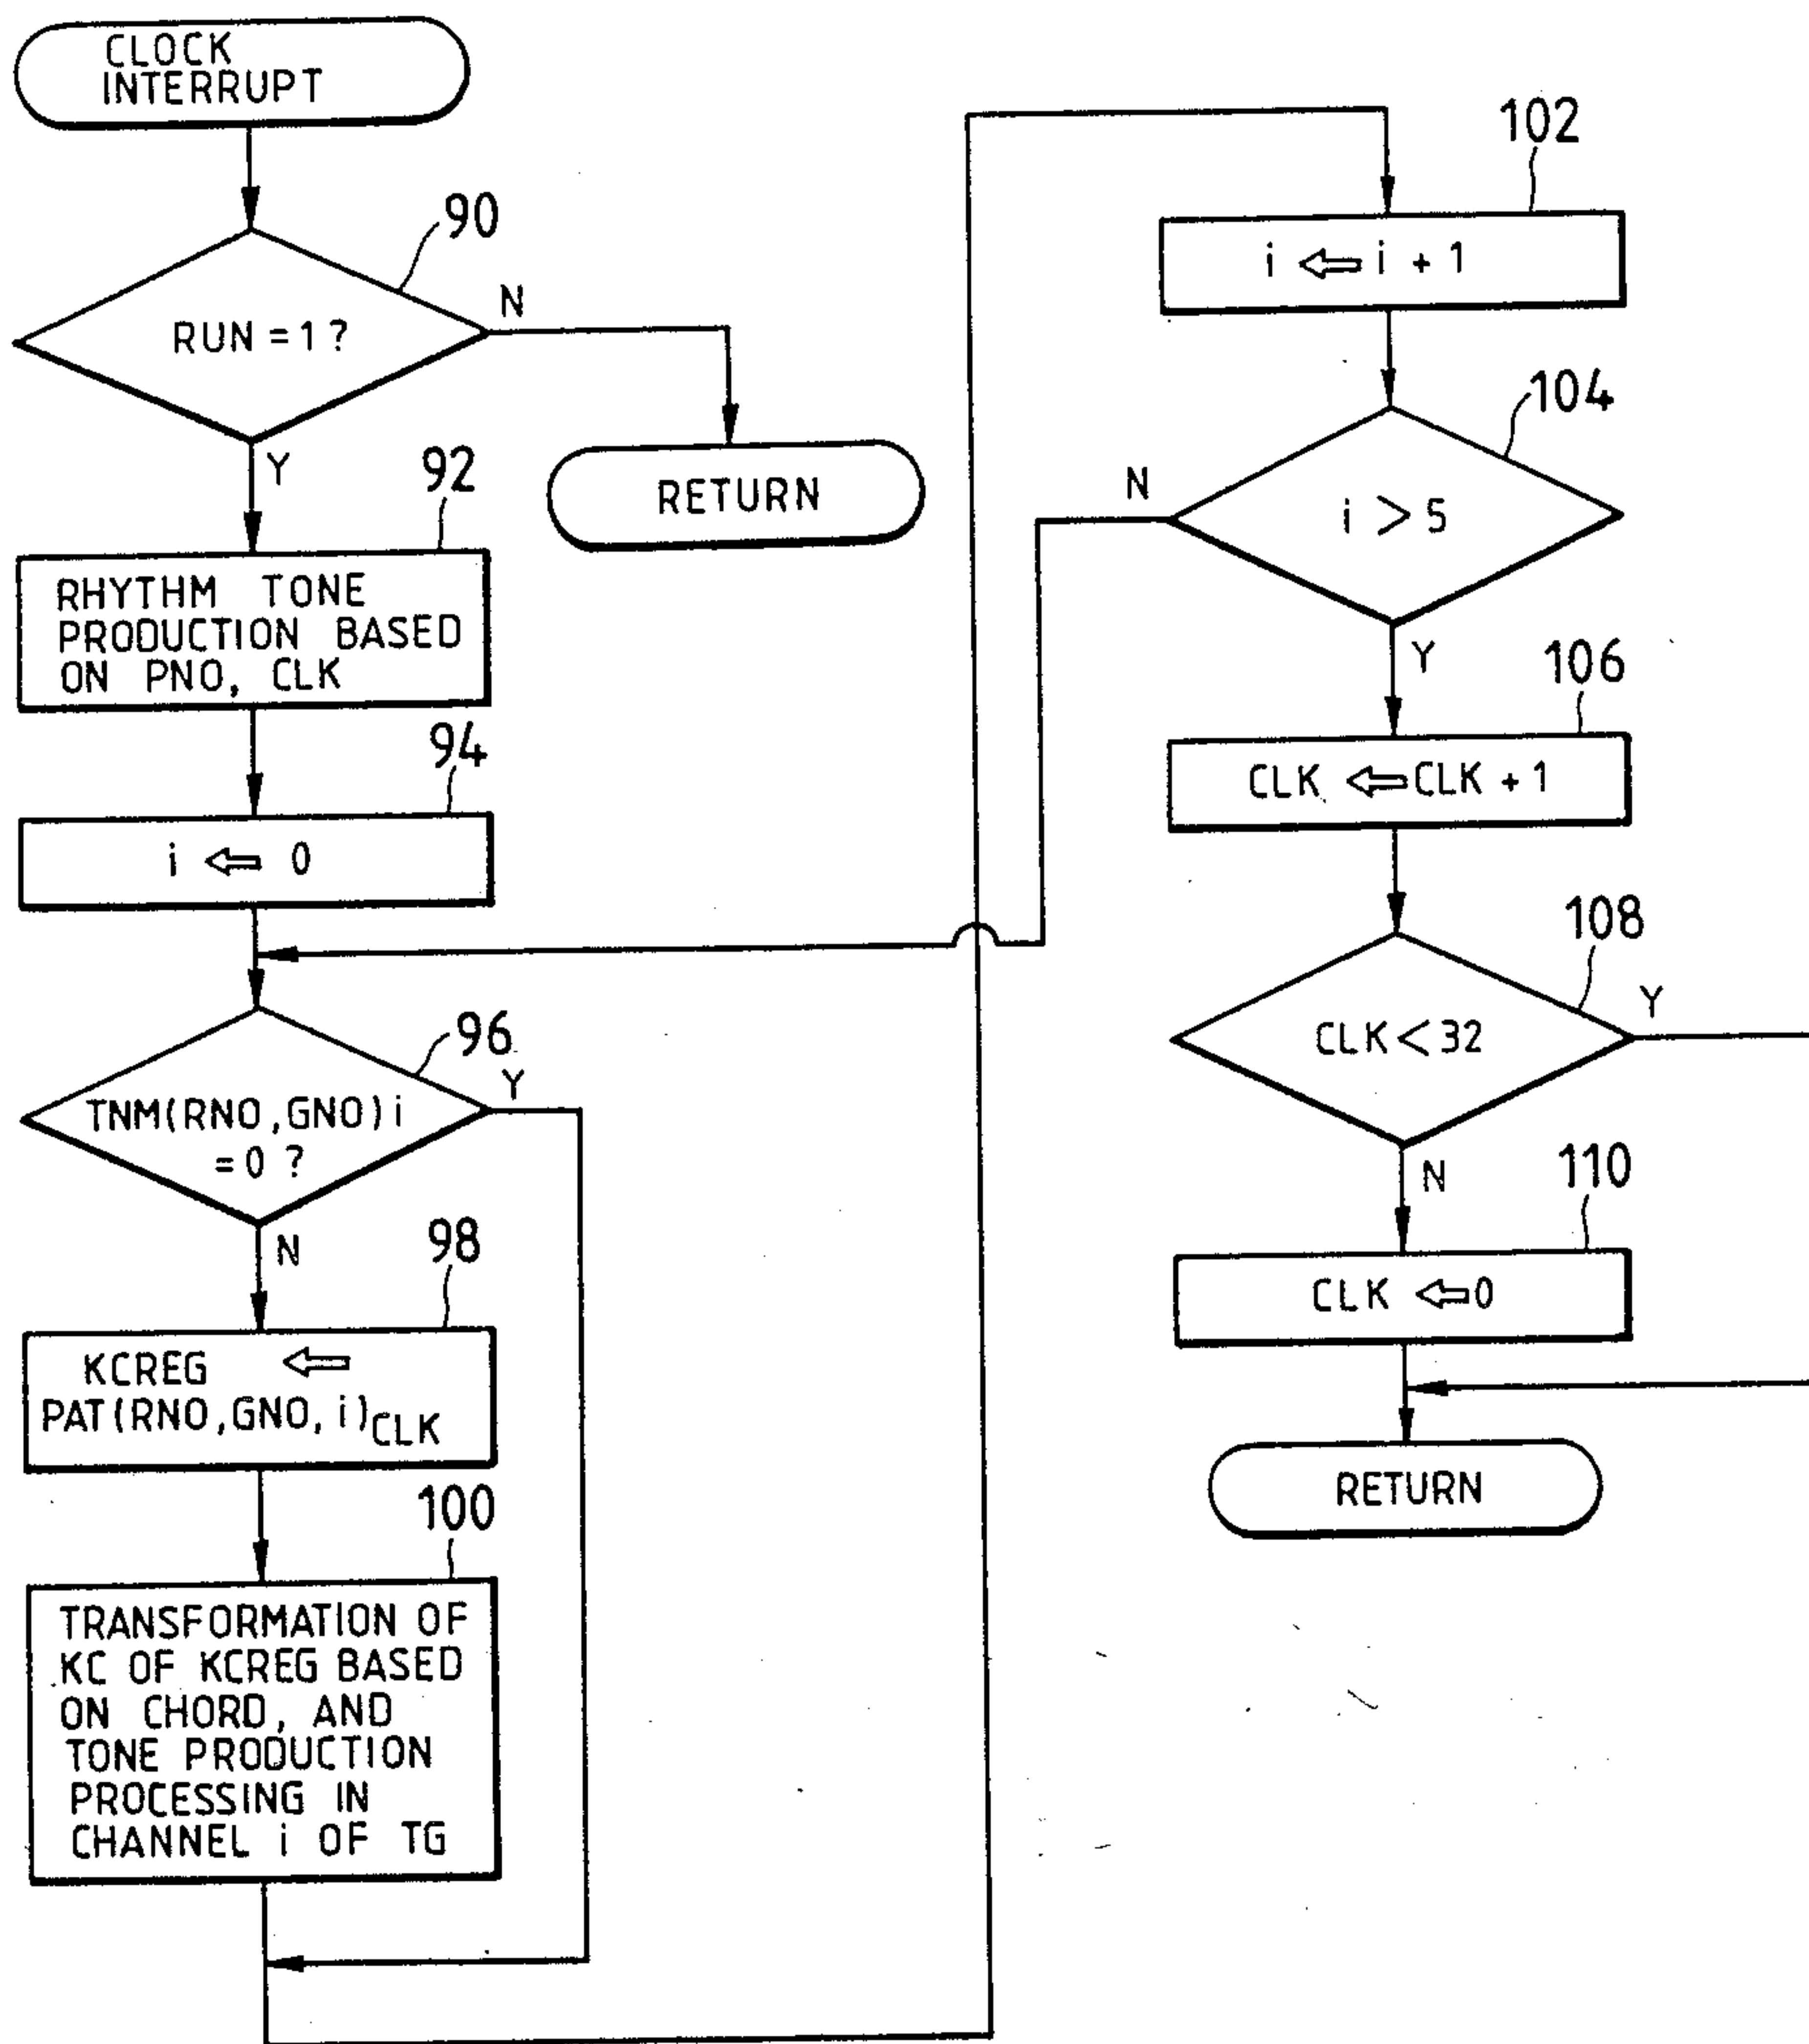 CLOCK
INTERRUPT
90
RUN = 1 ?
N
Y
RETURN
92
RHYTHM TONE
PRODUCTION BASED
ON PNO, CLK
94
i ⇐ 0
96
TNM(RNO,GNO) i
= 0 ?
Y
N
98
KCREG ⇐
PAT(RNO,GNO, i)CLK
100
TRANSFORMATION OF
KC OF KCREG BASED
ON CHORD, AND
TONE PRODUCTION
PROCESSING IN
CHANNEL i OF TG
102
i ⇐ i + 1
104
i > 5
N
Y
106
CLK ⇐ CLK + 1
108
CLK < 32
Y
N
110
CLK ⇐ 0
RETURN